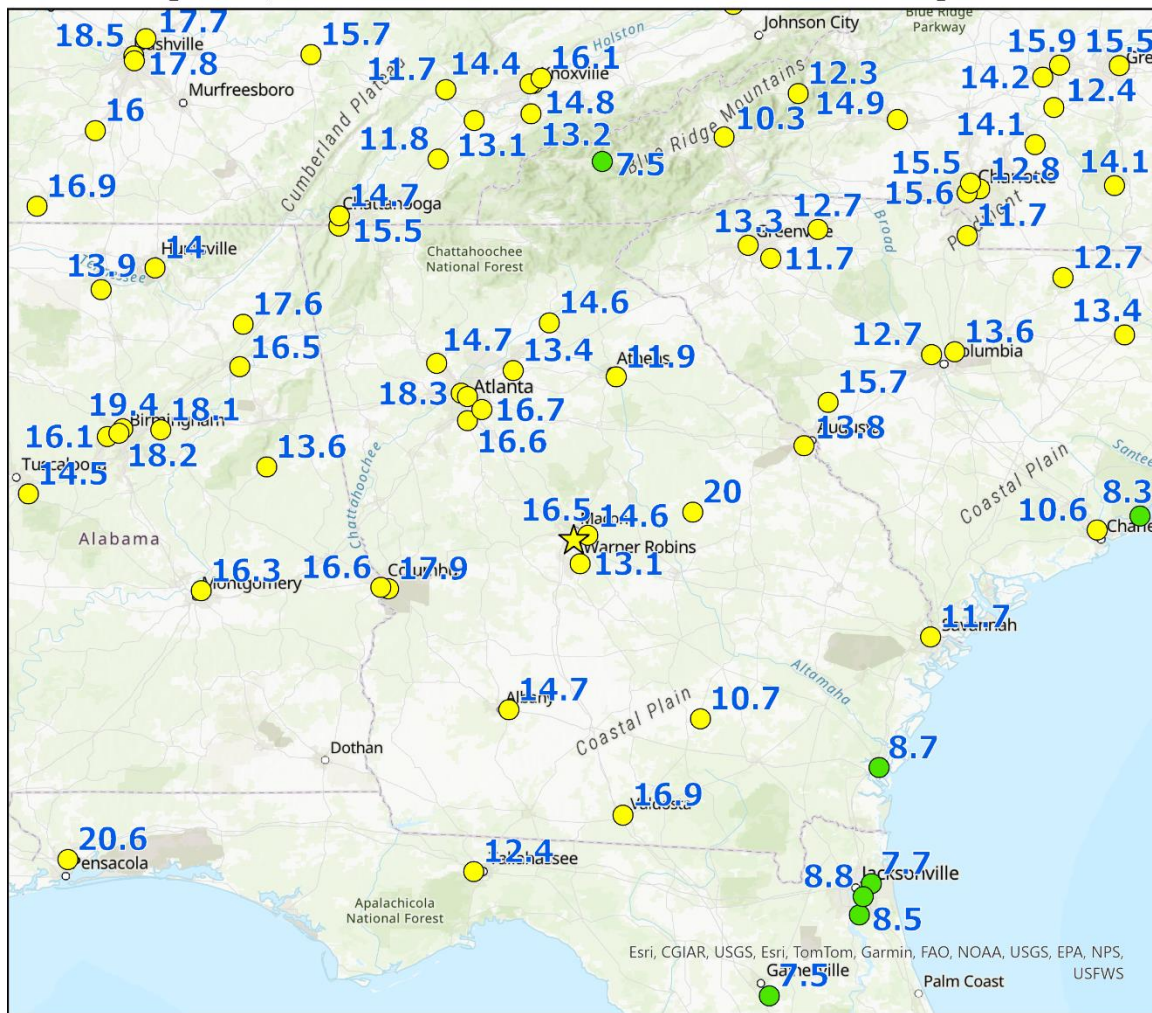 17.7
18.5
17.8
15.7
Holston
Johnson City
Blue Ridge
Parkway
15.9
15.5
11.7
14.4
16.1
Knoxville
14.2
Murfreesboro
Cumberland Plateau
14.8
12.3
14.9
12.4
16
11.8
13.1
13.2
10.3
Blue Ridge Mountains
14.1
7.5
15.5
12.8
14.1
16.9
14.7
Chattanooga
15.6
Charlotte
11.7
Piedmont
15.5
Chattahoochee
National Forest
13.3
Greenville
12.7
11.7
Broad
Huntsville
14
13.9
12.7
17.6
14.6
13.4
16.5
14.7
13.4
Athens
11.9
12.7
13.6
Columbia
18.3
Atlanta
16.7
16.6
15.7
19.4
18.1
Birmingham
16.1
18.2
13.8
Augusta
Tuscaloosa
14.5
13.6
Chattahoochee
Coastal Plain
Santee
Alabama
16.5
Macon
14.6
20
10.6
8.3
Warner Robins
13.1
16.3
Montgomery
16.6
17.9
Columbus
11.7
Savannah
Altamaha
14.7
Albany
Coastal Plain
10.7
Dothan
8.7
16.9
Valdosta
20.6
Pensacola
12.4
Tallahassee
7.7
8.8
Jacksonville
8.5
Apalachicola
National Forest
Esri, CGIAR, USGS, Esri, TomTom, Garmin, FAO, NOAA, USGS, EPA, NPS,
USFWS
Gainesville
7.5
Palm Coast